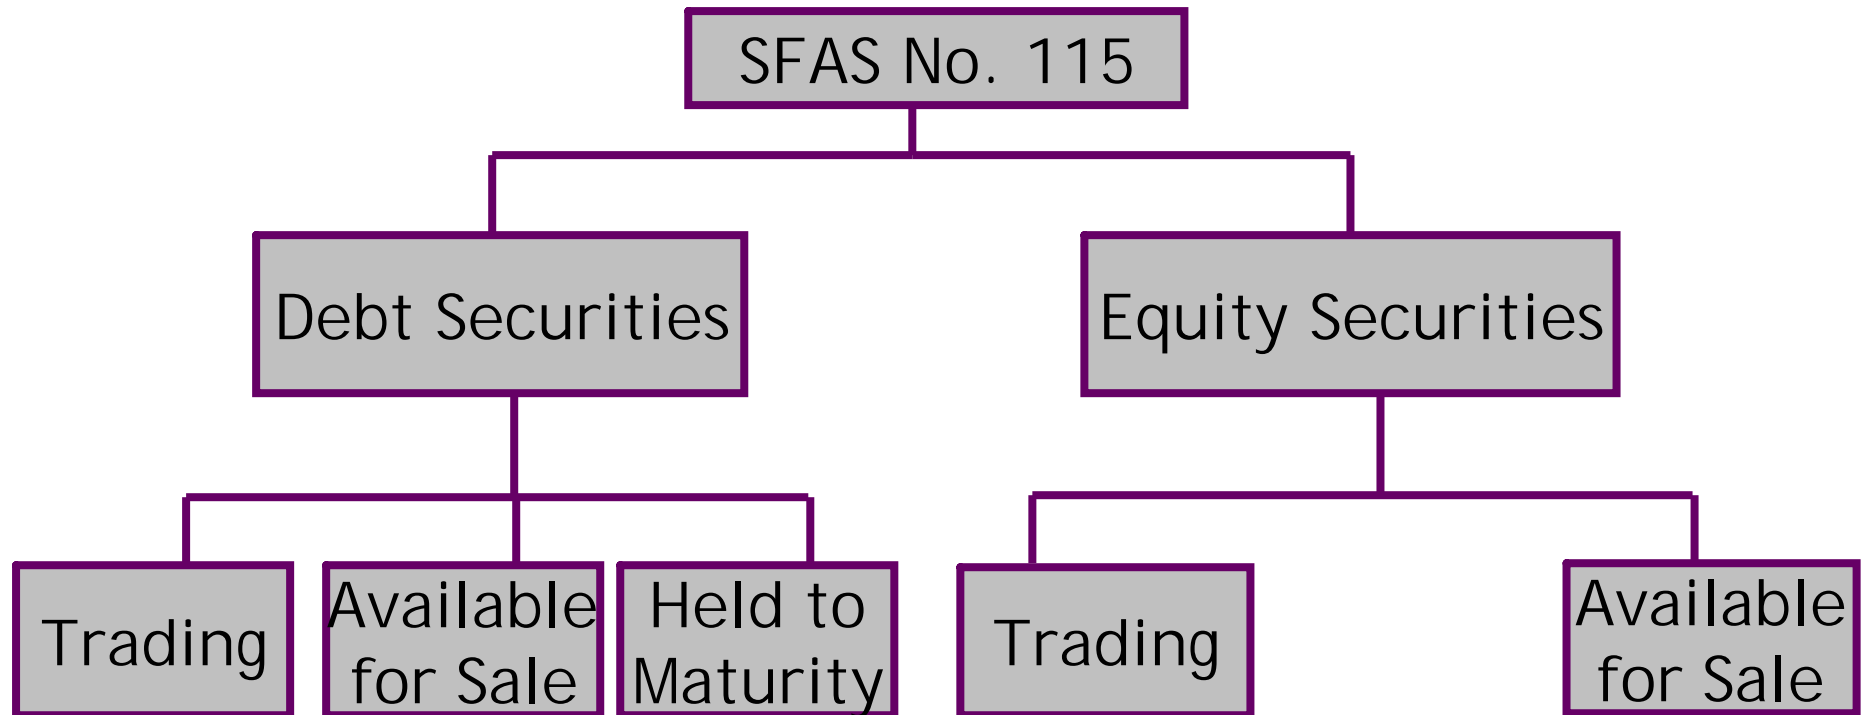 SFAS No. 115
Debt Securities
Equity Securities
Trading
Available
for Sale
Held to
Maturity
Trading
Available
for Sale